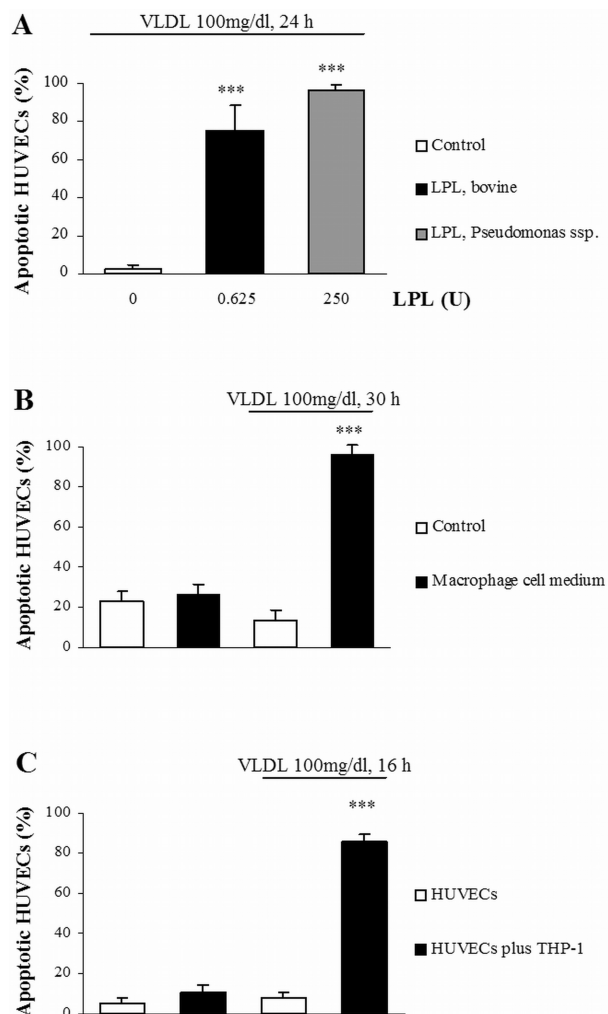 A
VLDL 100mg/dl, 24 h
Apoptotic HUVECs (%)
100
80
60
40
20
0
***
***
0
0.625
250
LPL (U)
Control
LPL, bovine
LPL, Pseudomonas ssp.
B
VLDL 100mg/dl, 30 h
Apoptotic HUVECs (%)
100
80
60
40
20
0
***
Control
Macrophage cell medium
C
VLDL 100mg/dl, 16 h
Apoptotic HUVECs (%)
100
80
60
40
20
0
***
HUVECs
HUVECs plus THP-1